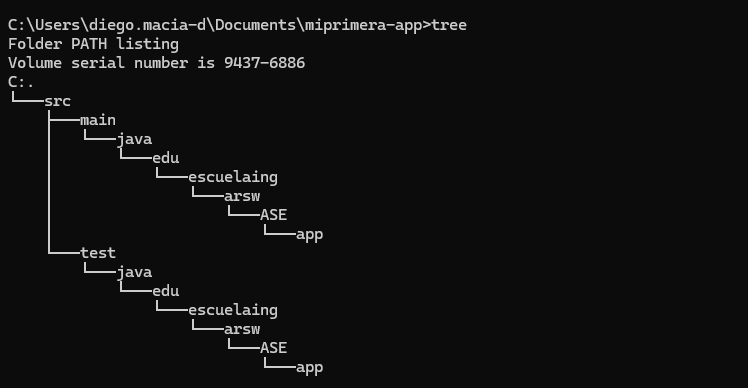 C:\Users\diego.macia-d\Documents\miprimera-app>tree
Folder PATH listing
Volume serial number is 9437-6886
C:.
└───src
    ├───main
    │   └───java
    │       └───edu
    │           └───escuelaing
    │               └───arsw
    │                   └───ASE
    │                       └───app
    └───test
        └───java
            └───edu
                └───escuelaing
                    └───arsw
                        └───ASE
                            └───app